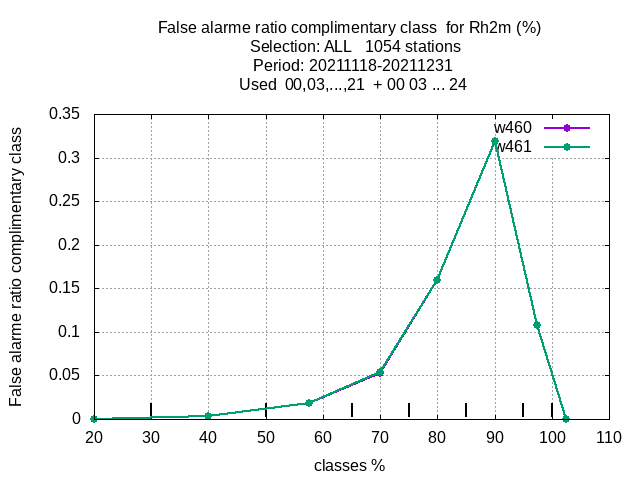 False alarme ratio complimentary class  for Rh2m (%)
Selection: ALL   1054 stations
Period: 20211118-20211231
Used  00,03,...,21  + 00 03 ... 24
False alarme ratio complimentary class
0.35
0.3
0.25
0.2
0.15
0.1
0.05
0
w460
w461
20 30 40 50 60 70 80 90 100 110
classes %